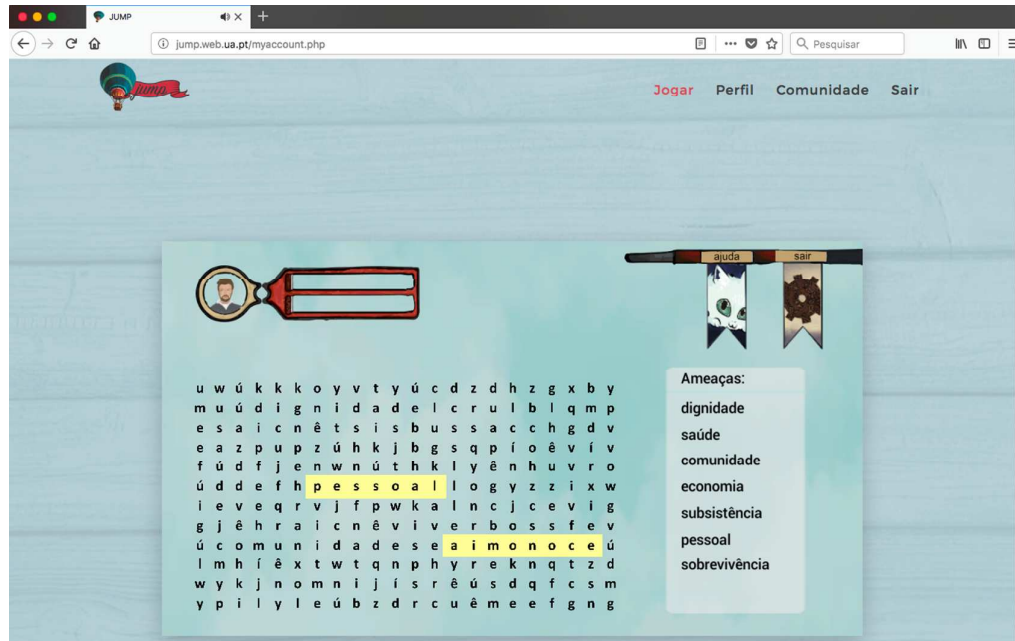 JUMP
jump.web.ua.pt/myaccount.php
Pesquisar
jump
Jogar Perfil Comunidade Sair
ajuda sair
u w ú k k k o y v t y ú c d z d h z g x b y
m u ú d i g n i d a d e l c r u l b l q m p
e s a i c n ê t s i s b u s s a c c h g d v
e a z p u p z ú h k j b g s q p í o ê v í v
f ú d f j e n w n ú t h k l y ê n h u v r o
ú d d e f h p e s s o a l l o g y z z i x w
i e v e q r v j f p w k a l n c j c e v i g
g j ê h r a i c n ê v i v e r b o s s f e v
ú c o m u n i d a d e s e a i m o n o c e ú
l m h í ê x t w t q n p h y r e k n q t z d
w y k j n o m n i j í s r ê ú s d q f c s m
y p i l y l e ú b z d r c u ê m e e f g n g
Ameaças:
dignidade
saúde
comunidade
economia
subsistência
pessoal
sobrevivência